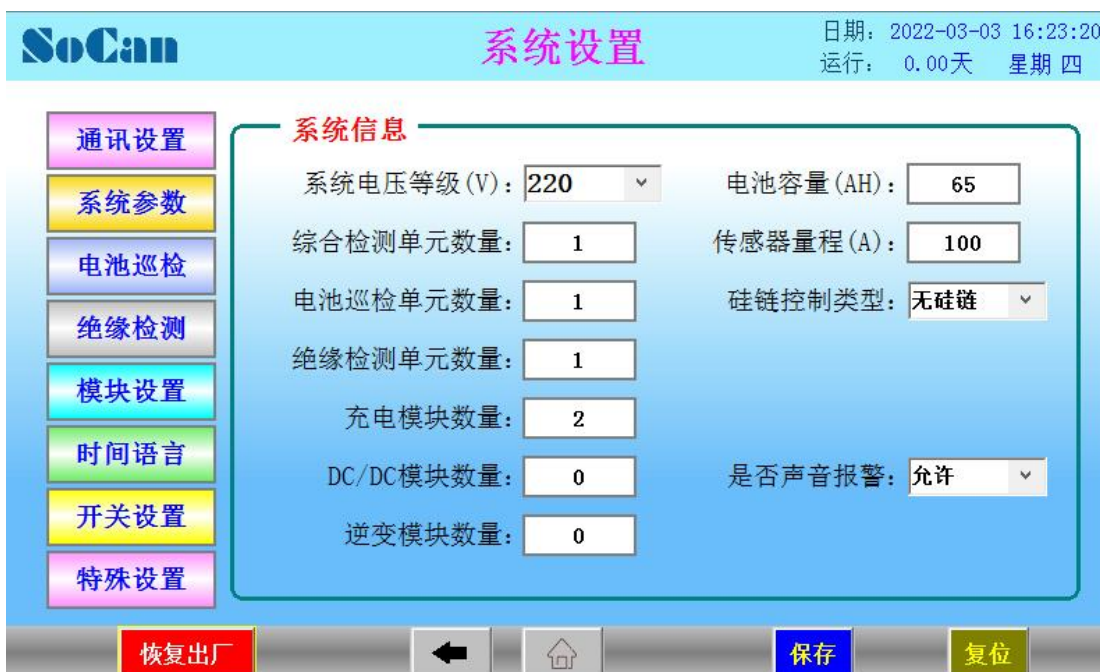 SoCan
系统设置
日期：2022-03-03 16:23:20
运行：0.00天 星期 四
通讯设置
系统参数
电池巡检
绝缘检测
模块设置
时间语言
开关设置
特殊设置
系统信息
系统电压等级(V)：220
电池容量(AH)：65
综合检测单元数量：1
传感器量程(A)：100
电池巡检单元数量：1
硅链控制类型：无硅链
绝缘检测单元数量：1
充电模块数量：2
DC/DC模块数量：0
是否声音报警：允许
逆变模块数量：0
恢复出厂
保存
复位